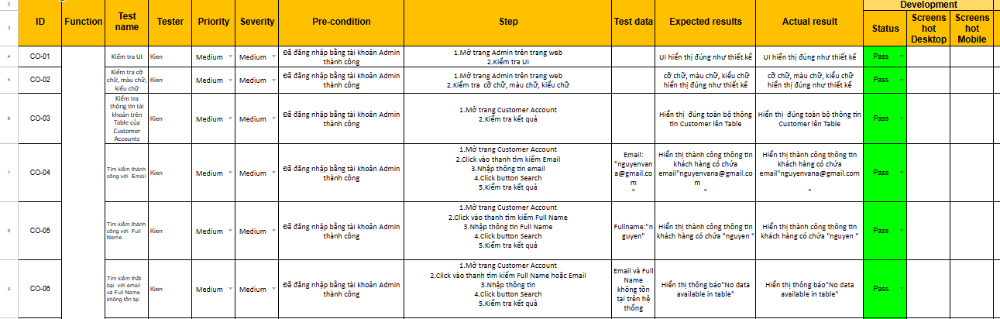 2
Development
3
ID
Function
Test
name
Tester
Priority
Severity
Pre-condition
Step
Test data
Expected results
Actual result
Status
Screens
hot
Desktop
Screens
hot
Mobile
4
CO-01
Kiểm tra UI
Kien
Medium
Medium
Đã đăng nhập bằng tài khoản Admin
thành công
1.Mở trang Admin trên trang web
2.Kiểm tra UI
UI hiển thị đúng như thiết kế
UI hiển thị đúng như thiết kế
Pass
5
CO-02
Kiểm tra cỡ
chữ, màu chữ,
kiểu chữ
Kien
Medium
Medium
Đã đăng nhập bằng tài khoản Admin
thành công
1.Mở trang Admin trên trang web
2.Kiểm tra  cỡ chữ, màu chữ, kiểu chữ
cỡ chữ, màu chữ, kiểu chữ
hiển thị đúng như thiết kế
cỡ chữ, màu chữ, kiểu chữ
hiển thị đúng như thiết kế
Pass
6
CO-03
Kiểm tra
thông tin tài
khoản trên
Table của
Customer
Accounts
Kien
Medium
Medium
Đã đăng nhập bằng tài khoản Admin
thành công
1.Mở trang Customer Account
2.Kiểm tra kết quả
Hiển thị  đúng toàn bộ thông
tin Customer lên Table
Hiển thị  đúng toàn bộ thông tin
Customer lên Table
Pass
7
CO-04
Tìm kiếm thành
công với  Email
Kien
Medium
Medium
Đã đăng nhập bằng tài khoản Admin
thành công
1.Mở trang Customer Account
2.Click vào thanh tìm kiếm Email
3.Nhập thông tin email
4.Click button Search
5.Kiểm tra kết quả
Email:
"nguyenvan
a@gmail.co
m
"
Hiển thị thành công thông tin
khách hàng có chứa
email"nguyenvana@gmail.co
m
"
Hiển thị thành công thông tin
khách hàng có chứa
email"nguyenvana@gmail.com
"
Pass
8
CO-05
Tìm kiếm thành
công với  Full
Name
Kien
Medium
Medium
Đã đăng nhập bằng tài khoản Admin
thành công
1.Mở trang Customer Account
2.Click vào thanh tìm kiếm Full Name
3.Nhập thông tin Full Name
4.Click button Search
5.Kiểm tra kết quả
Fullname:"n
guyen"
Hiển thị thành công thông tin
khách hàng có chứa "nguyen "
Hiển thị thành công thông tin
khách hàng có chứa "nguyen "
Pass
9
CO-06
Tìm kiếm thất
bại  với email
và Full Name
không tồn tại
Kien
Medium
Medium
Đã đăng nhập bằng tài khoản Admin
thành công
1.Mở trang Customer Account
2.Click vào thanh tìm kiếm Full Name hoặc Email
3.Nhập thông tin
4.Click button Search
5.Kiểm tra kết quả
Email và Full
Name
không tồn
tại trên hệ
thống
Hiển thị thông báo"No data
available in table"
Hiển thị thông báo"No data
available in table"
Pass